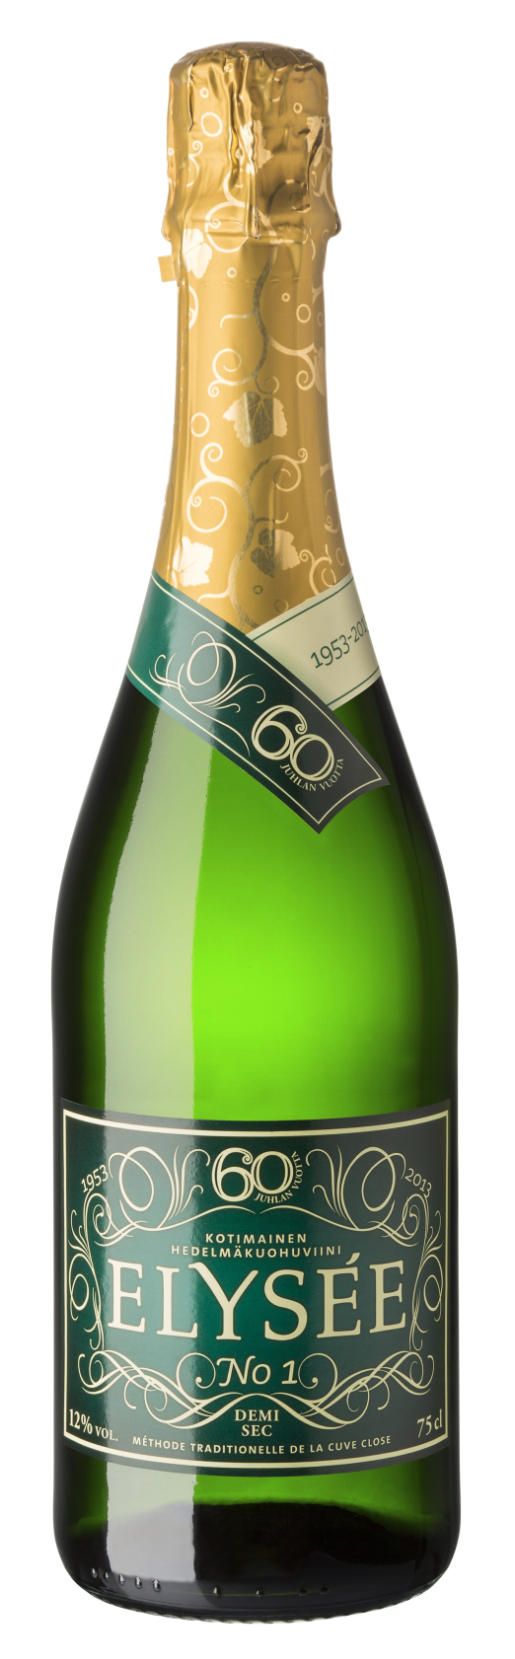 1953-201
60
JUHLAN VUOTTA
1953
60
JUHLAN VUOTTA
2013
KOTIMAINEN
HEDELMÄKUOHUVIINI
ELYSÉE
No 1
DEMI
SEC
12% VOL.
MÉTHODE TRADITIONELLE DE LA CUVE CLOSE
75 cl